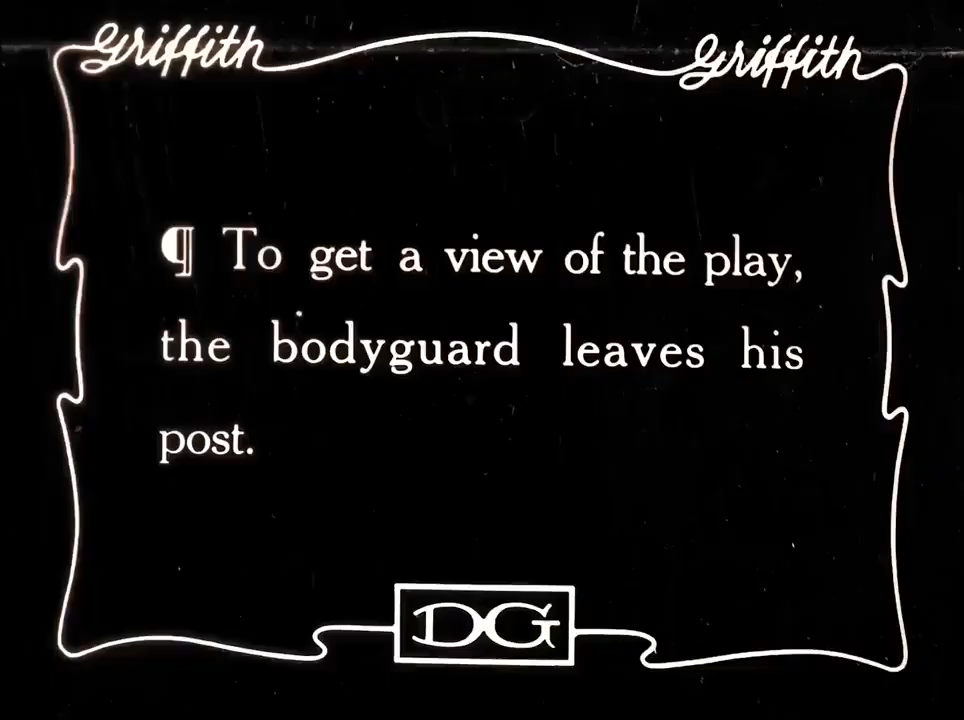 Griffith Griffith
¶ To get a view of the play,
the bodyguard leaves his
post.
DG